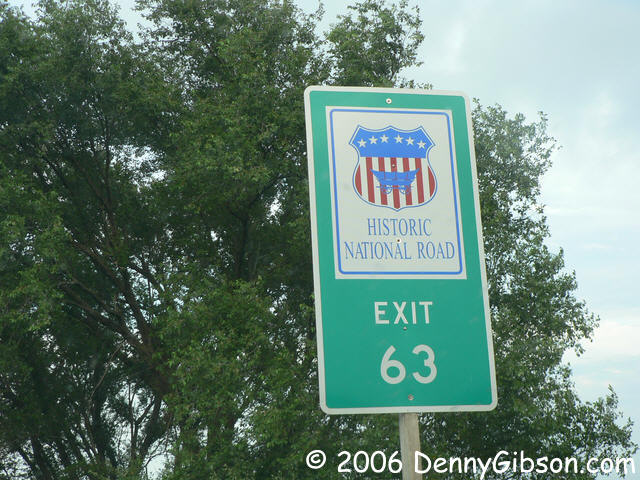 HISTORIC
NATIONAL ROAD
EXIT
63
© 2006 DennyGibson.com